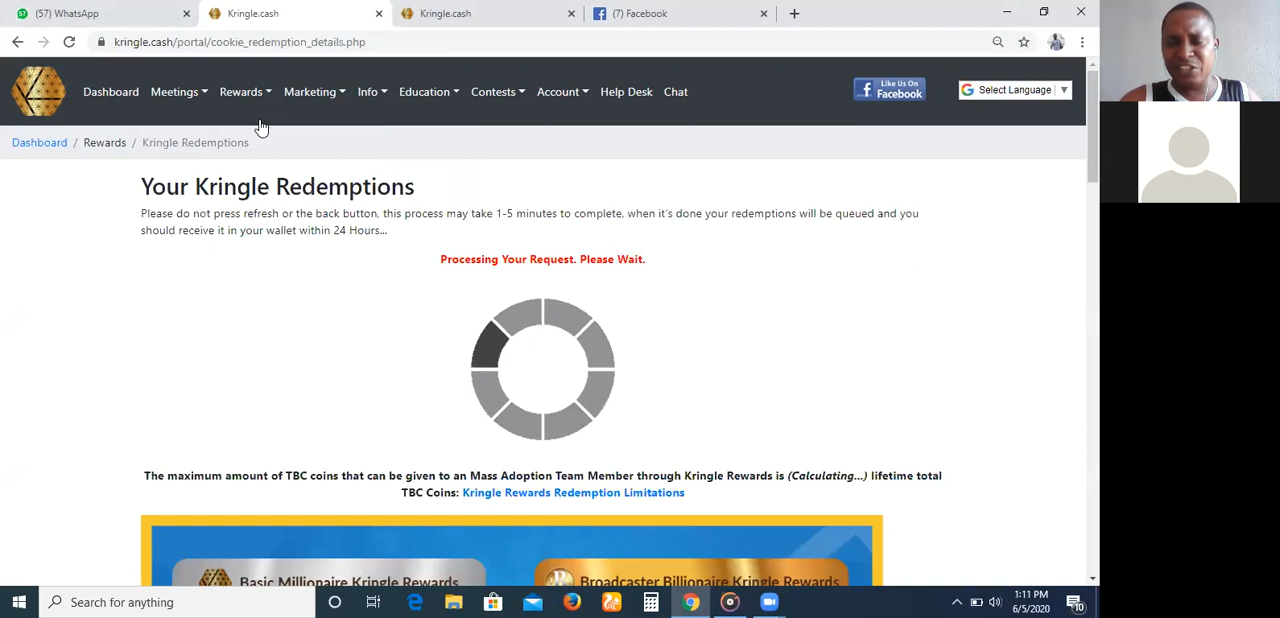 (57) WhatsApp
Kringle.cash
Kringle.cash
(7) Facebook
kringle.cash/portal/cookie_redemption_details.php
Dashboard Meetings Rewards Marketing Info Education Contests Account Help Desk Chat
Like Us On
Facebook
G Select Language
Dashboard / Rewards / Kringle Redemptions
Your Kringle Redemptions
Please do not press refresh or the back button, this process may take 1-5 minutes to complete, when it's done your redemptions will be queued and you
should receive it in your wallet within 24 Hours...
Processing Your Request. Please Wait.
The maximum amount of TBC coins that can be given to an Mass Adoption Team Member through Kringle Rewards is (Calculating...) lifetime total
TBC Coins: Kringle Rewards Redemption Limitations
Basic Millionaire Kringle Rewards
Broadcaster Billionaire Kringle Rewards
Search for anything
1:11 PM
6/5/2020
10